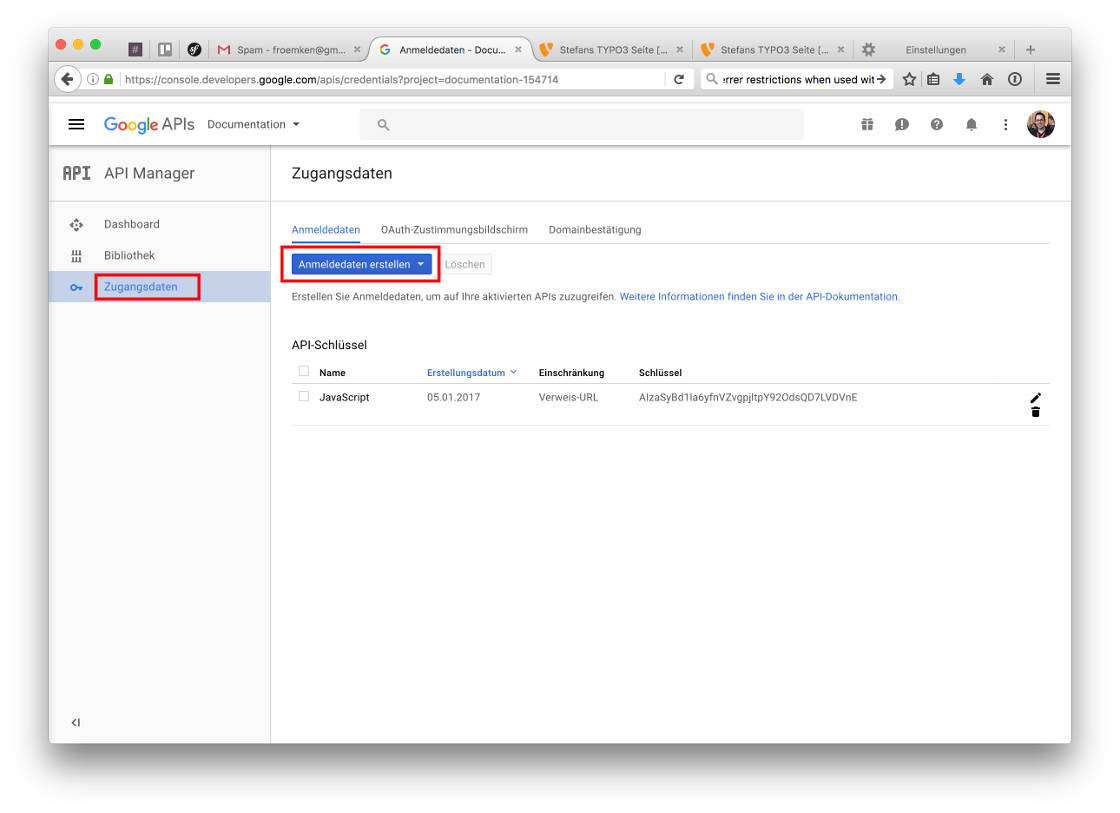 #
Spam - froemken@gm...
Anmeldedaten - Docu...
Stefans TYPO3 Seite [...
Stefans TYPO3 Seite [...
Einstellungen
https://console.developers.google.com/apis/credentials?project=documentation-154714
rrer restrictions when used wit
Google APIs
Documentation
API
API Manager
Zugangsdaten
Dashboard
Bibliothek
Zugangsdaten
Anmeldedaten
OAuth-Zustimmungsbildschirm
Domainbestätigung
Anmeldedaten erstellen
Löschen
Erstellen Sie Anmeldedaten, um auf Ihre aktivierten APIs zuzugreifen. Weitere Informationen finden Sie in der API-Dokumentation.
API-Schlüssel
Name Erstellungsdatum Einschränkung Schlüssel
JavaScript 05.01.2017 Verweis-URL AIzaSyBd1Ia6yfnVZvgpjltpY92OdsQD7LVDVnE